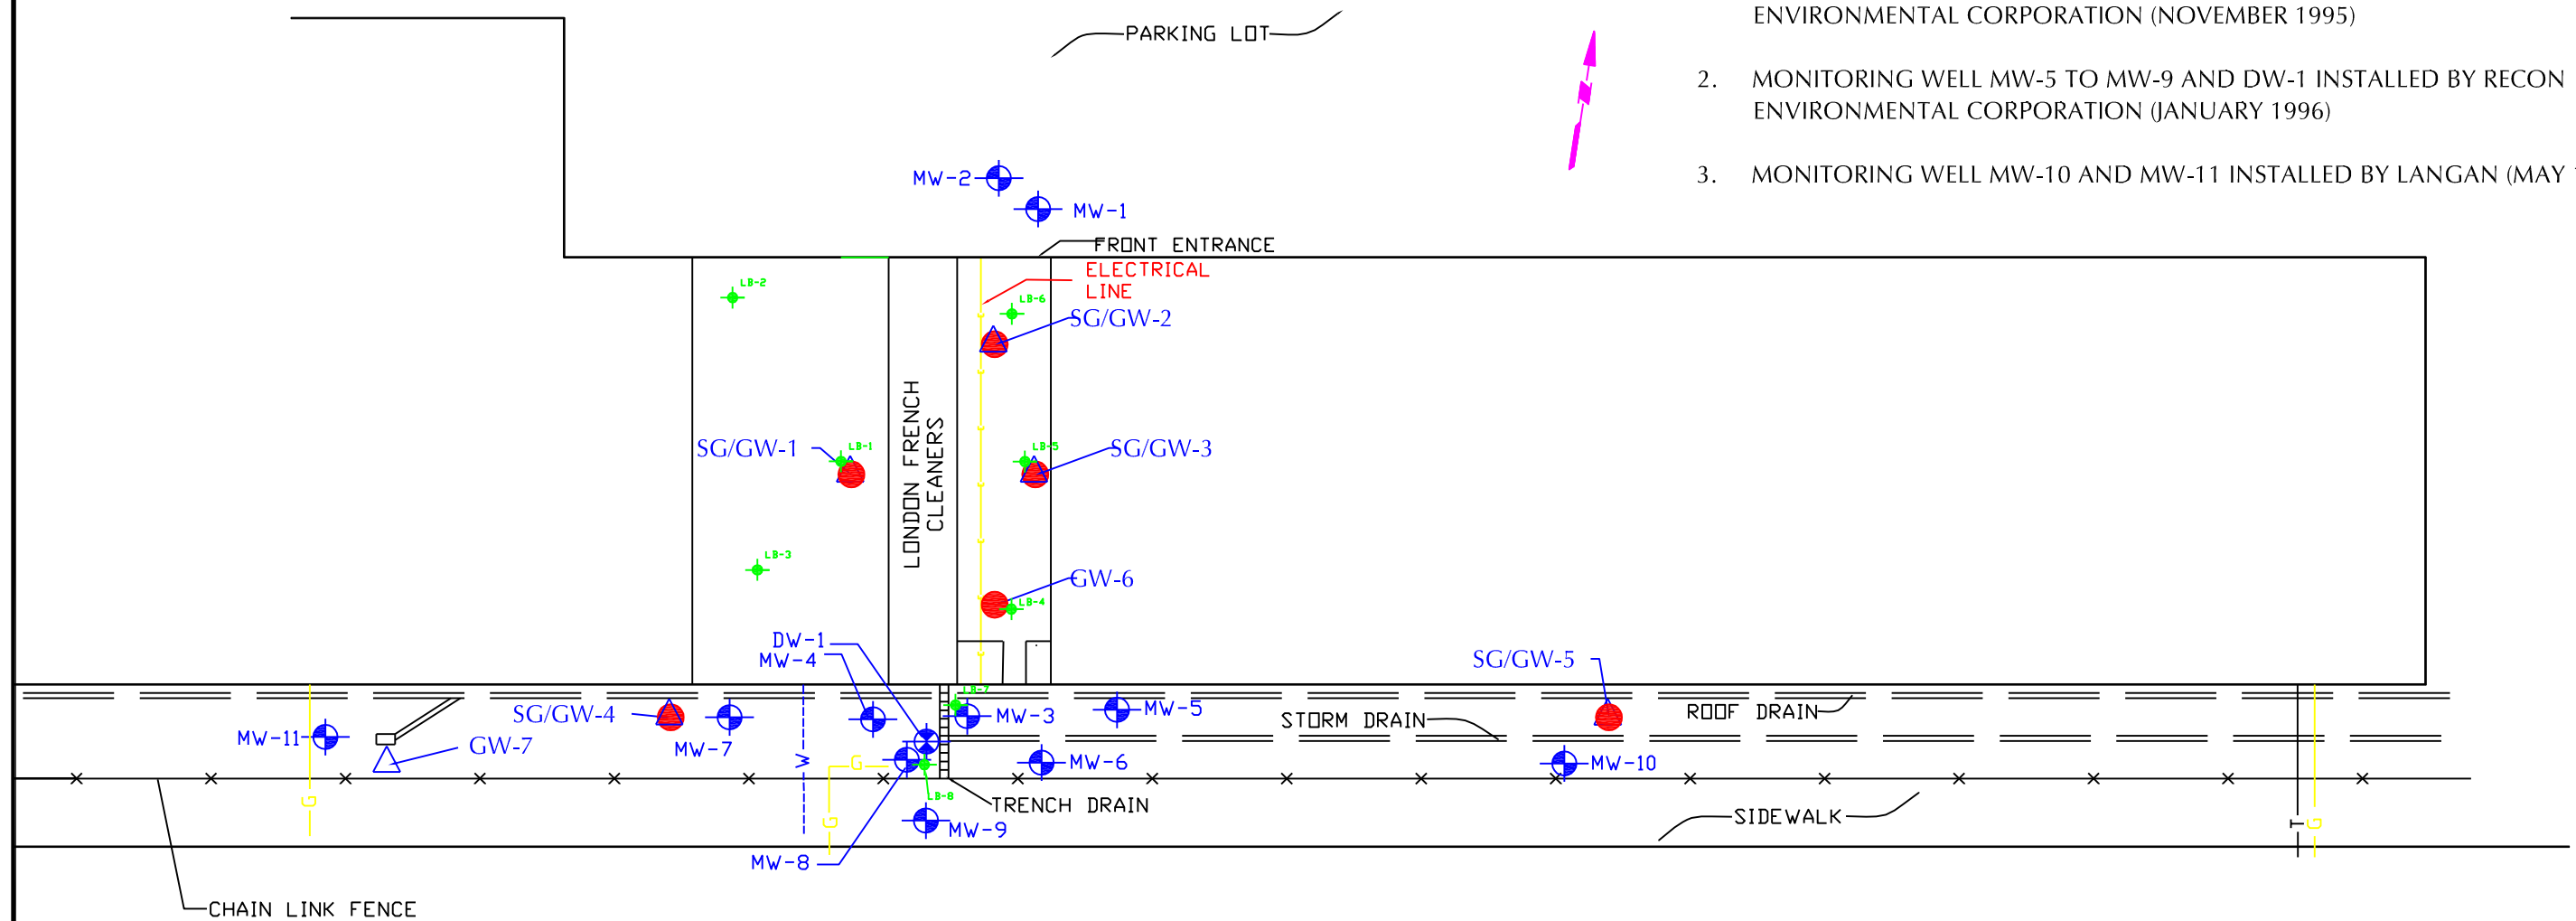 ENVIRONMENTAL CORPORATION (NOVEMBER 1995)
PARKING LOT
2. MONITORING WELL MW-5 TO MW-9 AND DW-1 INSTALLED BY RECON
ENVIRONMENTAL CORPORATION (JANUARY 1996)
3. MONITORING WELL MW-10 AND MW-11 INSTALLED BY LANGAN (MAY
MW-2
MW-1
FRONT ENTRANCE
ELECTRICAL
LINE
LB-2
LB-6
SG/GW-2
LONDON FRENCH
CLEANERS
SG/GW-1
LB-1
LB-5
SG/GW-3
LB-3
GW-6
LB-4
DW-1
MW-4
SG/GW-5
LB-7
SG/GW-4
MW-7
MW-3
MW-5
STORM DRAIN
ROOF DRAIN
MW-11
GW-7
W
G
MW-6
MW-10
G
LB-8
TRENCH DRAIN
G
MW-9
SIDEWALK
T
G
MW-8
CHAIN LINK FENCE